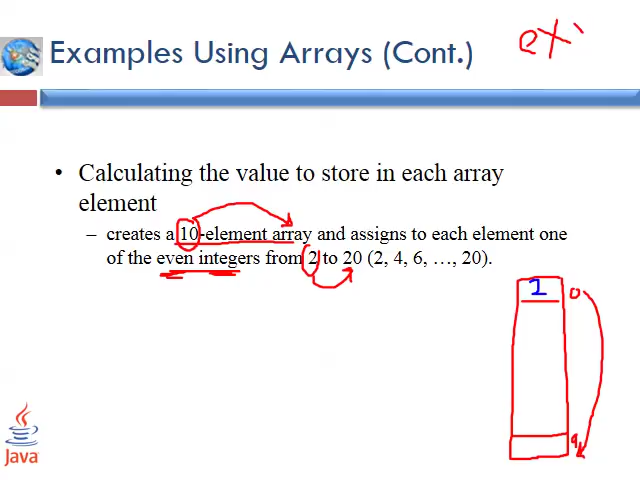 Examples Using Arrays (Cont.)
ex
• Calculating the value to store in each array
element
– creates a 10-element array and assigns to each element one
of the even integers from 2 to 20 (2, 4, 6, …, 20).
0
9
Java